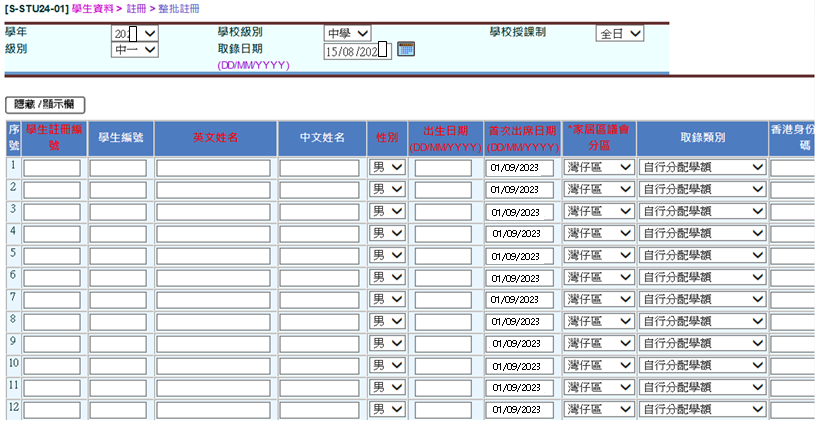 [S-STU24-01] 學生資料 > 註冊 > 整批註冊
學年 202 學校級別 中學 學校授課制 全日
級別 中一 取錄日期 15/08/202
(DD/MM/YYYY)
隱藏 /顯示欄
序號 學生註冊編號 學生編號 英文姓名 中文姓名 性別 出生日期 (DD/MM/YYYY) 首次出席日期 (DD/MM/YYYY) *家居區議會分區 取錄類別 香港身份 碼
1 男 01/09/2023 灣仔區 自行分配學額
2 男 01/09/2023 灣仔區 自行分配學額
3 男 01/09/2023 灣仔區 自行分配學額
4 男 01/09/2023 灣仔區 自行分配學額
5 男 01/09/2023 灣仔區 自行分配學額
6 男 01/09/2023 灣仔區 自行分配學額
7 男 01/09/2023 灣仔區 自行分配學額
8 男 01/09/2023 灣仔區 自行分配學額
9 男 01/09/2023 灣仔區 自行分配學額
10 男 01/09/2023 灣仔區 自行分配學額
11 男 01/09/2023 灣仔區 自行分配學額
12 男 01/09/2023 灣仔區 自行分配學額